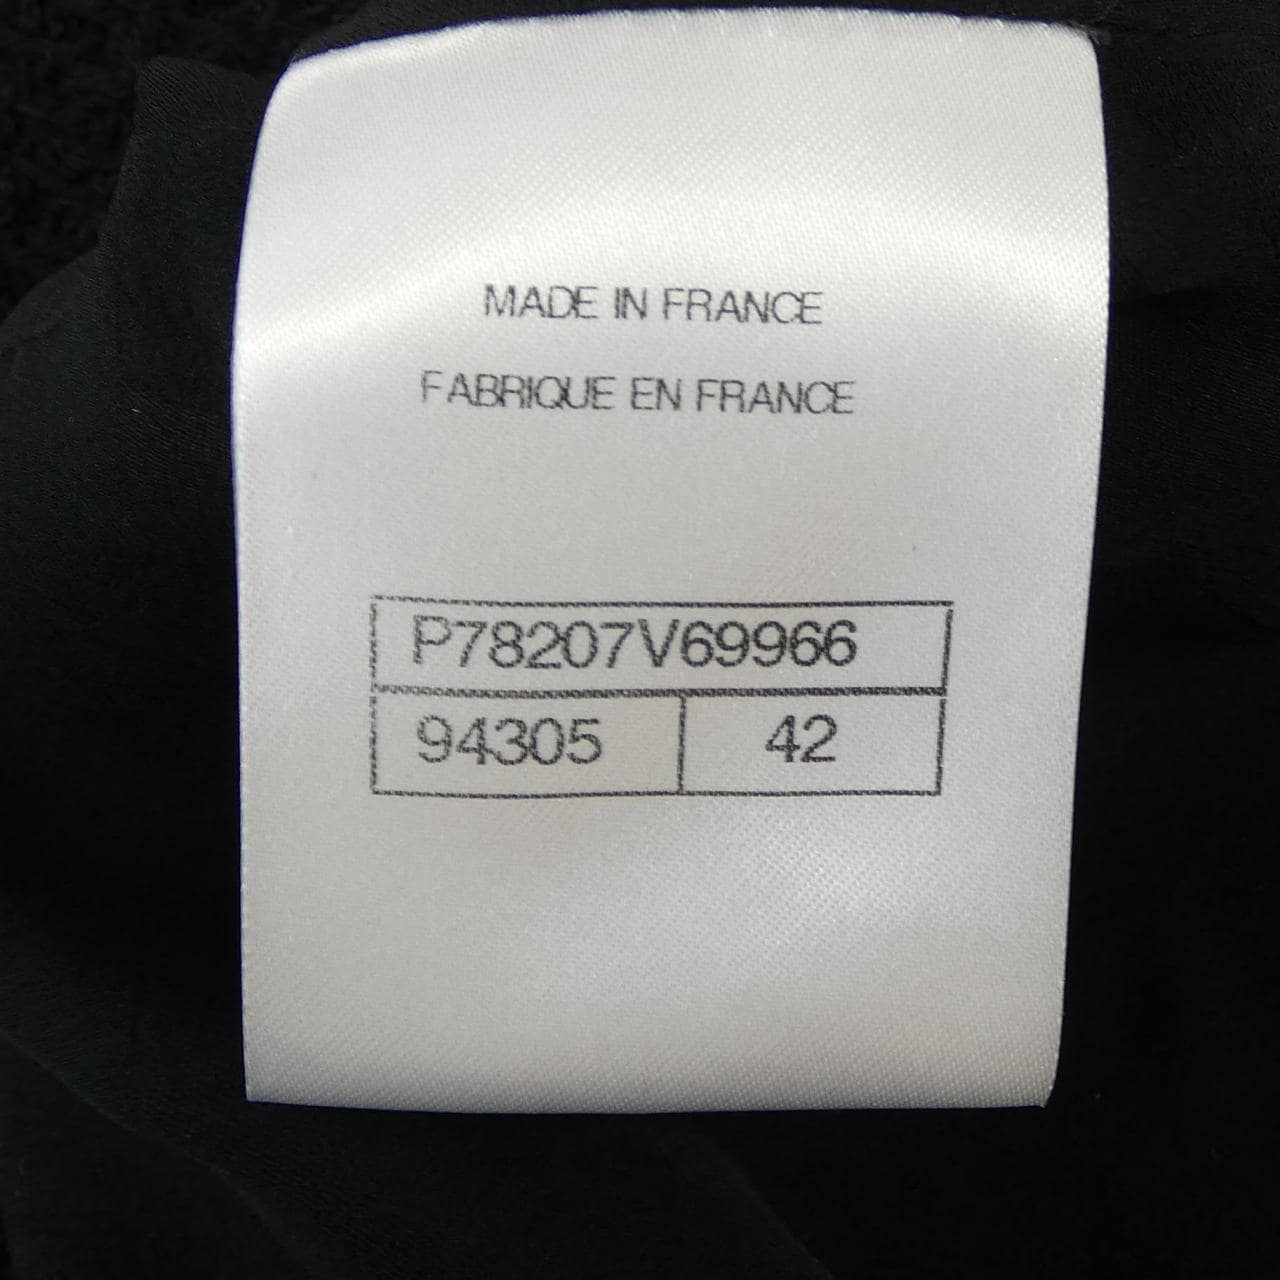 MADE IN FRANCE
FABRIQUE EN FRANCE
P78207V69966
94305 42